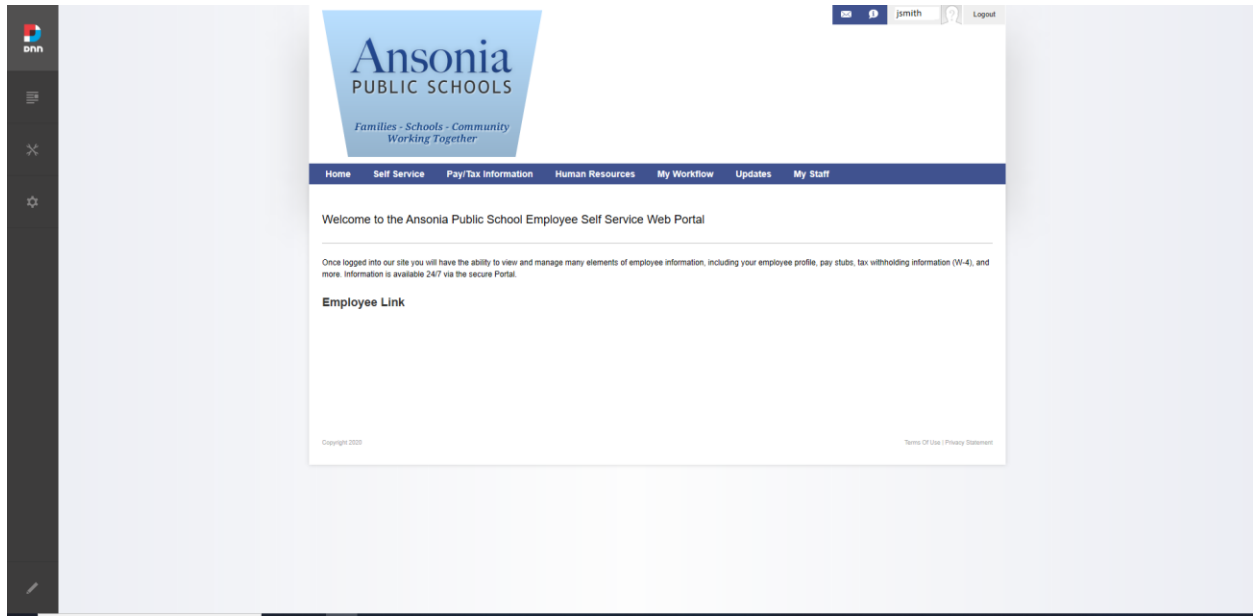 DNN
jsmith
Logout
Ansonia
PUBLIC SCHOOLS
Families - Schools - Community
Working Together
Home Self Service Pay/Tax Information Human Resources My Workflow Updates My Staff
Welcome to the Ansonia Public School Employee Self Service Web Portal
Once logged into our site you will have the ability to view and manage many elements of employee information, including your employee profile, pay stubs, tax withholding information (W-4), and
more. Information is available 24/7 via the secure Portal.
Employee Link
Copyright 2020
Terms Of Use | Privacy Statement